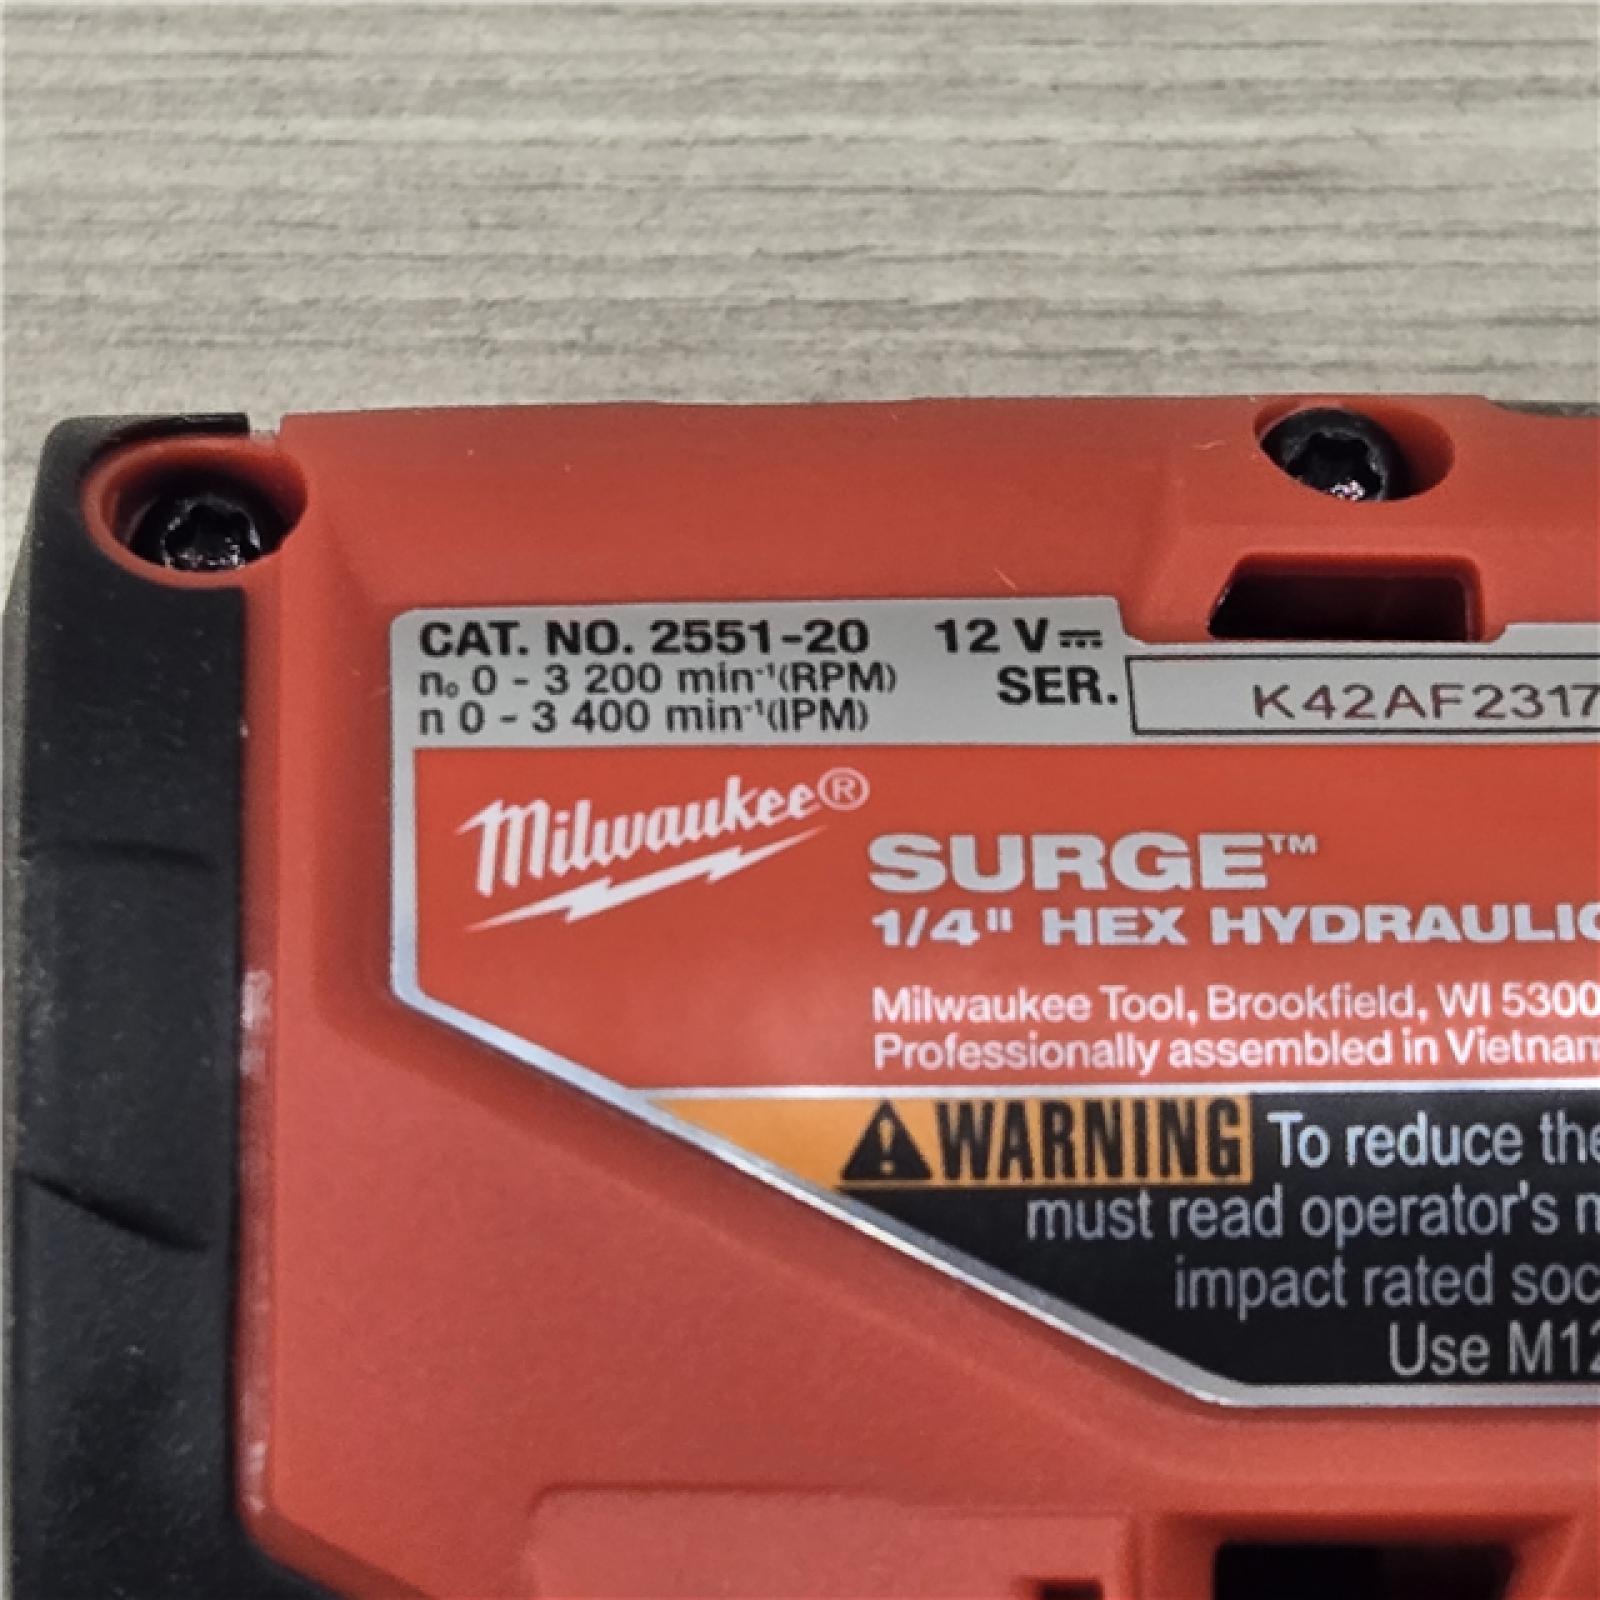 CAT. NO. 2551-20 12 V⎓
n₀ 0 - 3 200 min⁻¹(RPM) SER. K42AF2317
n 0 - 3 400 min⁻¹(IPM)
Milwaukee®
SURGE™
1/4" HEX HYDRAULIC
Milwaukee Tool, Brookfield, WI 5300
Professionally assembled in Vietnam
WARNING To reduce the
must read operator's
impact rated soc
Use M12